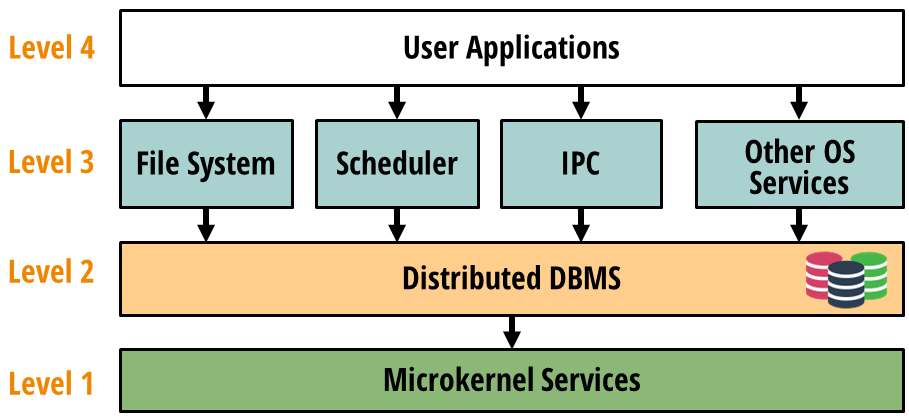 Level 4
User Applications
Level 3
File System
Scheduler
IPC
Other OS
Services
Level 2
Distributed DBMS
Level 1
Microkernel Services